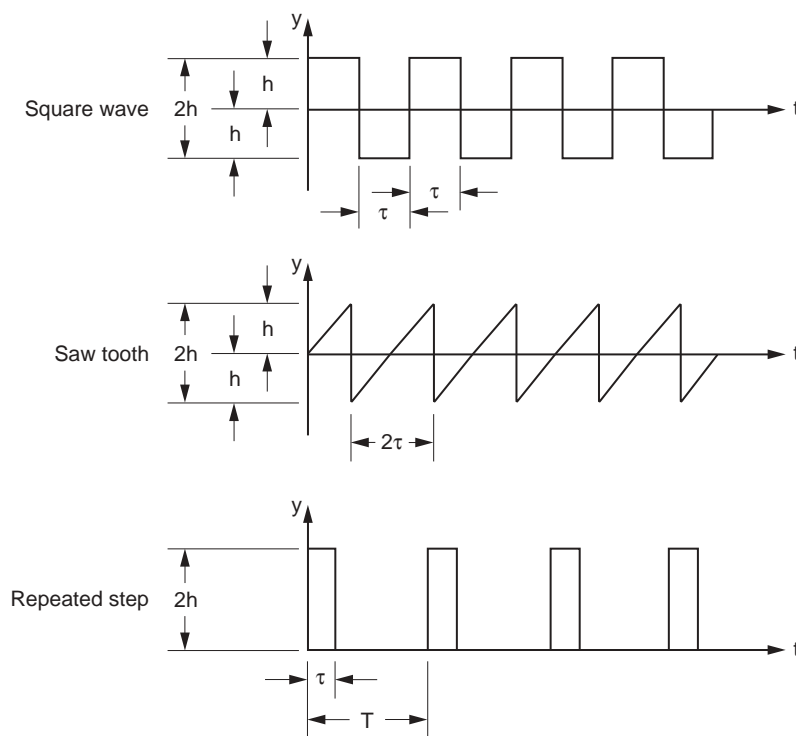 y
h
Square wave
2h
t
h
τ
τ
y
h
Saw tooth
2h
t
h
2τ
y
Repeated step
2h
t
τ
T